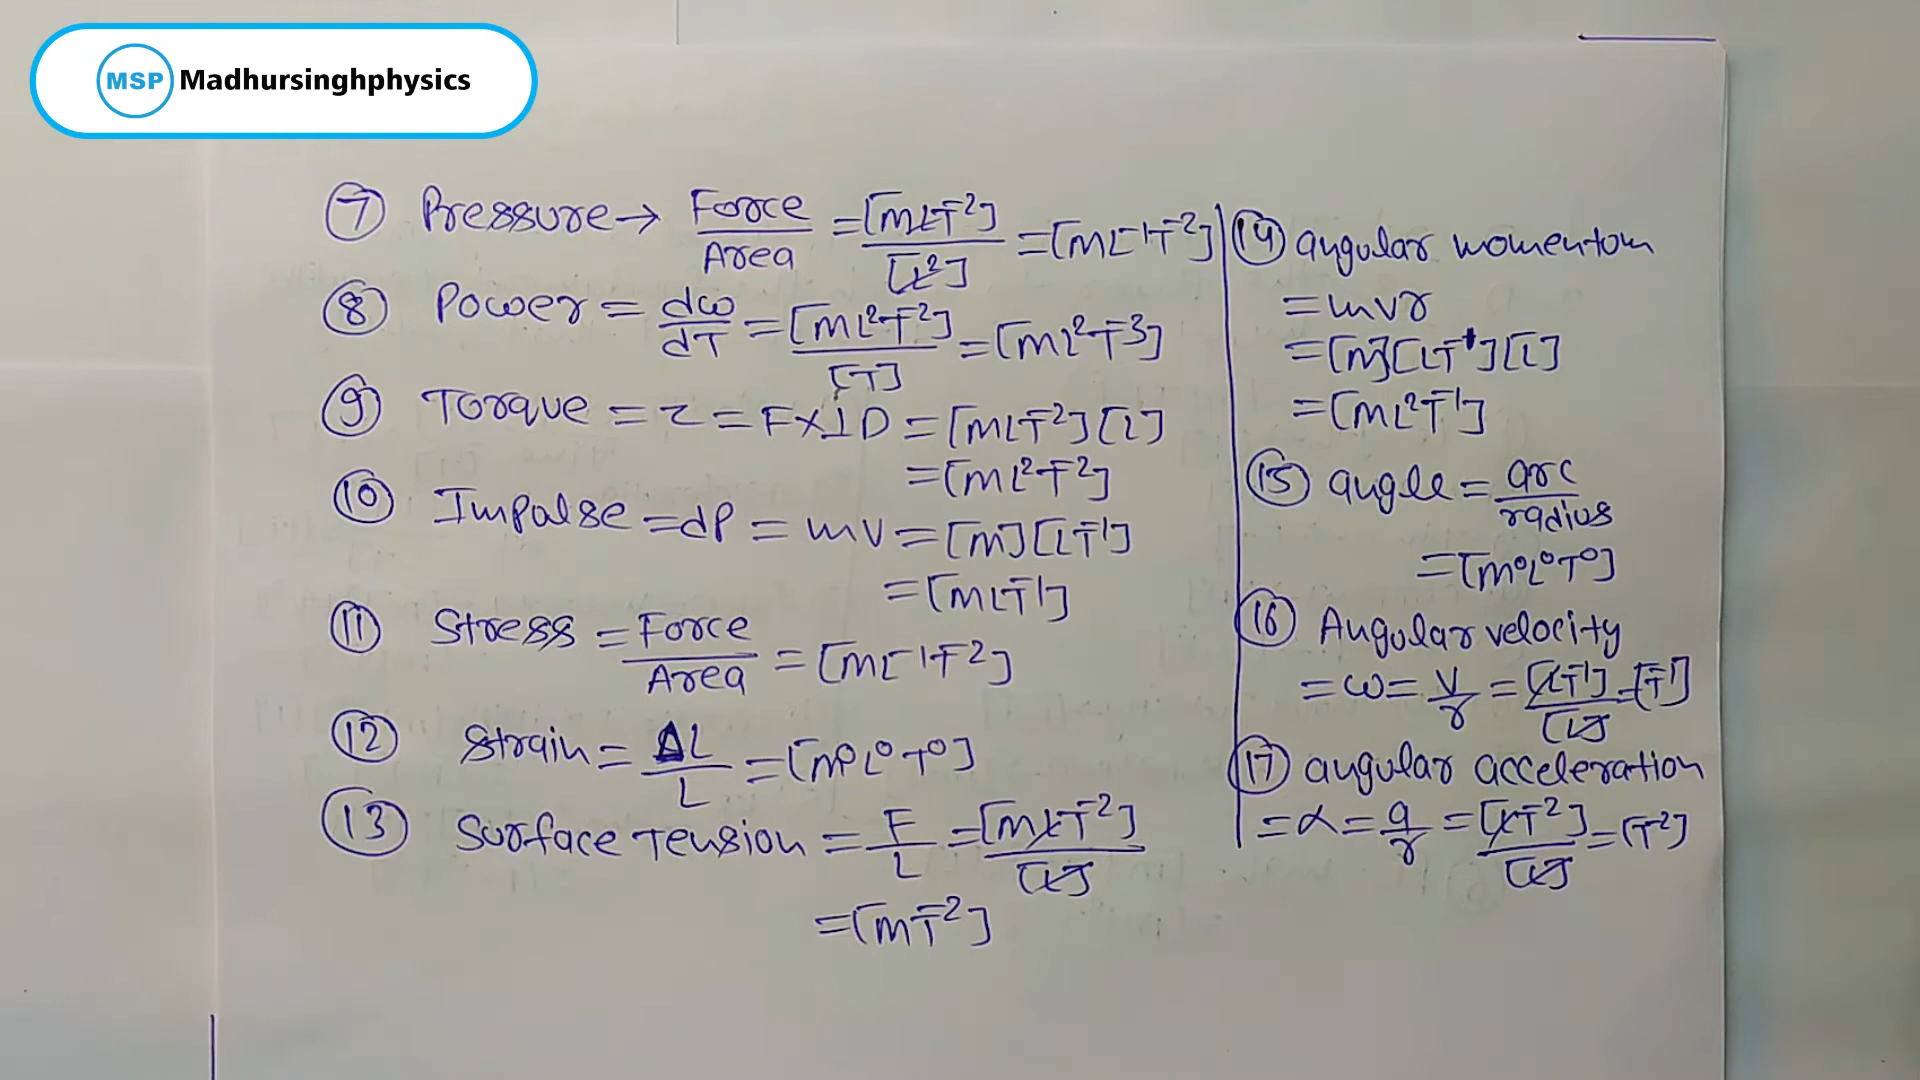 MSP Madhursinghphysics
⑦ Pressure → Force/Area = [MLT⁻²]/[L²] = [ML⁻¹T⁻²]
⑧ Power = dω/dT = [ML²T⁻²]/[T] = [ML²T⁻³]
⑨ Torque = τ = F×⊥D = [MLT⁻²][L]
= [ML²T⁻²]
⑩ Impalse = dP = mv = [M][LT⁻¹]
= [MLT⁻¹]
⑪ Stress = Force/Area = [ML⁻¹T⁻²]
⑫ Strain = ΔL/L = [M⁰L⁰T⁰]
⑬ Surface Tension = F/L = [MLT⁻²]/[L]
= [MT⁻²]
⑭ angular momentom
= mvr
= [M][LT⁻¹][L]
= [ML²T⁻¹]
⑮ angle = arc/radius
= [M⁰L⁰T⁰]
⑯ Angular velocity
= ω = v/r = [LT⁻¹]/[L] = [T⁻¹]
⑰ angular acceleration
= α = a/r = [LT⁻²]/[L] = [T⁻²]